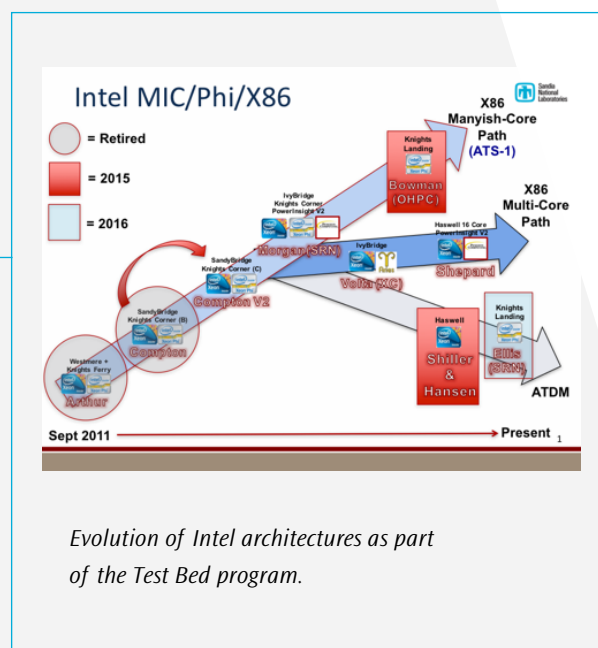 Intel MIC/Phi/X86
Sandia
National
Laboratories
= Retired
= 2015
= 2016
X86
Manyish-Core
Path
(ATS-1)
X86
Multi-Core
Path
Knights
Landing
Bowman
(OHPC)
IvyBridge
Knights Corner
PowerInsight V2
Morgan (SRN)
IvyBridge
Volta (XC)
Haswell 16 Core
PowerInsight V2
Shepard
SandyBridge
Knights Corner (C)
Compton V2
SandyBridge
Knights Corner (B)
Compton
Westmere +
Knights Ferry
Arthur
Haswell
Shiller
&
Hansen
Knights
Landing
Ellis
(SRN)
ATDM
Sept 2011
Present
1
Evolution of Intel architectures as part
of the Test Bed program.